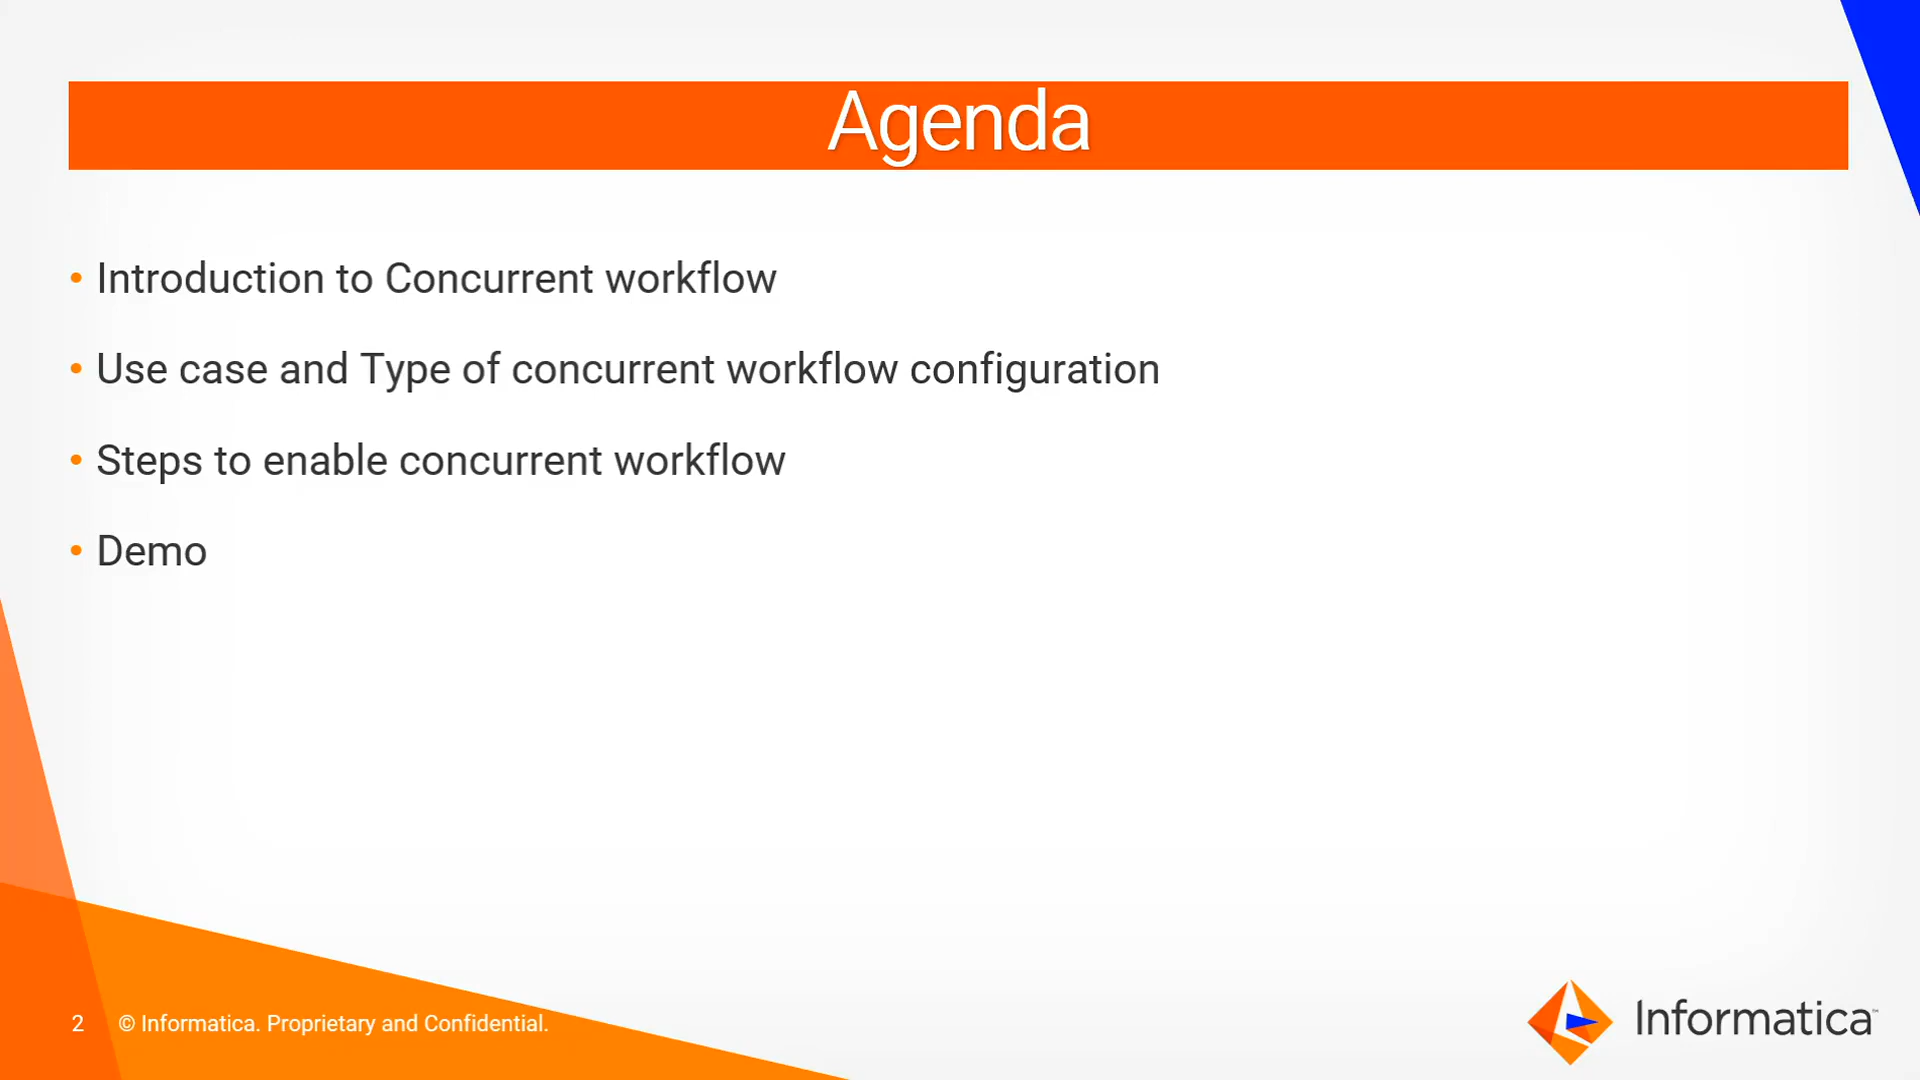 Agenda
• Introduction to Concurrent workflow
• Use case and Type of concurrent workflow configuration
• Steps to enable concurrent workflow
• Demo
2 © Informatica. Proprietary and Confidential.
Informatica™